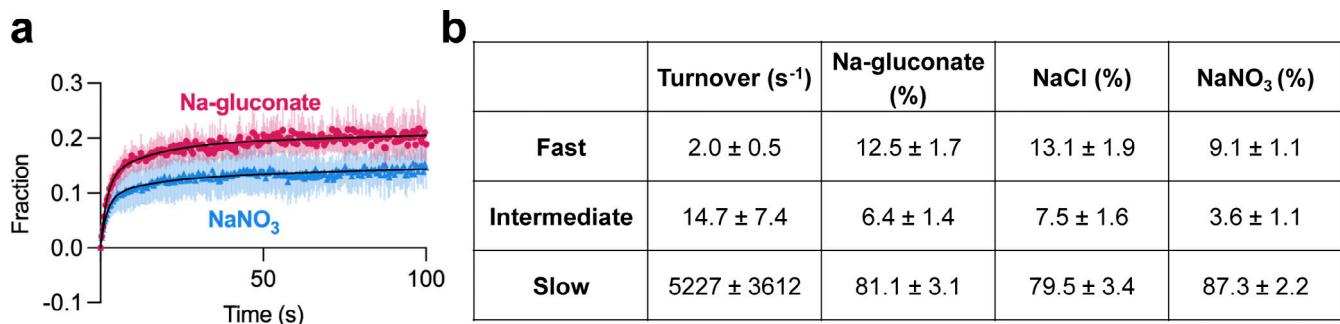 a
0.3
0.2
0.1
0.0
-0.1
Fraction
Na-gluconate
NaNO₃
50
100
Time (s)
b
Turnover (s⁻¹) Na-gluconate (%) NaCl (%) NaNO₃ (%)
Fast 2.0 ± 0.5 12.5 ± 1.7 13.1 ± 1.9 9.1 ± 1.1
Intermediate 14.7 ± 7.4 6.4 ± 1.4 7.5 ± 1.6 3.6 ± 1.1
Slow 5227 ± 3612 81.1 ± 3.1 79.5 ± 3.4 87.3 ± 2.2